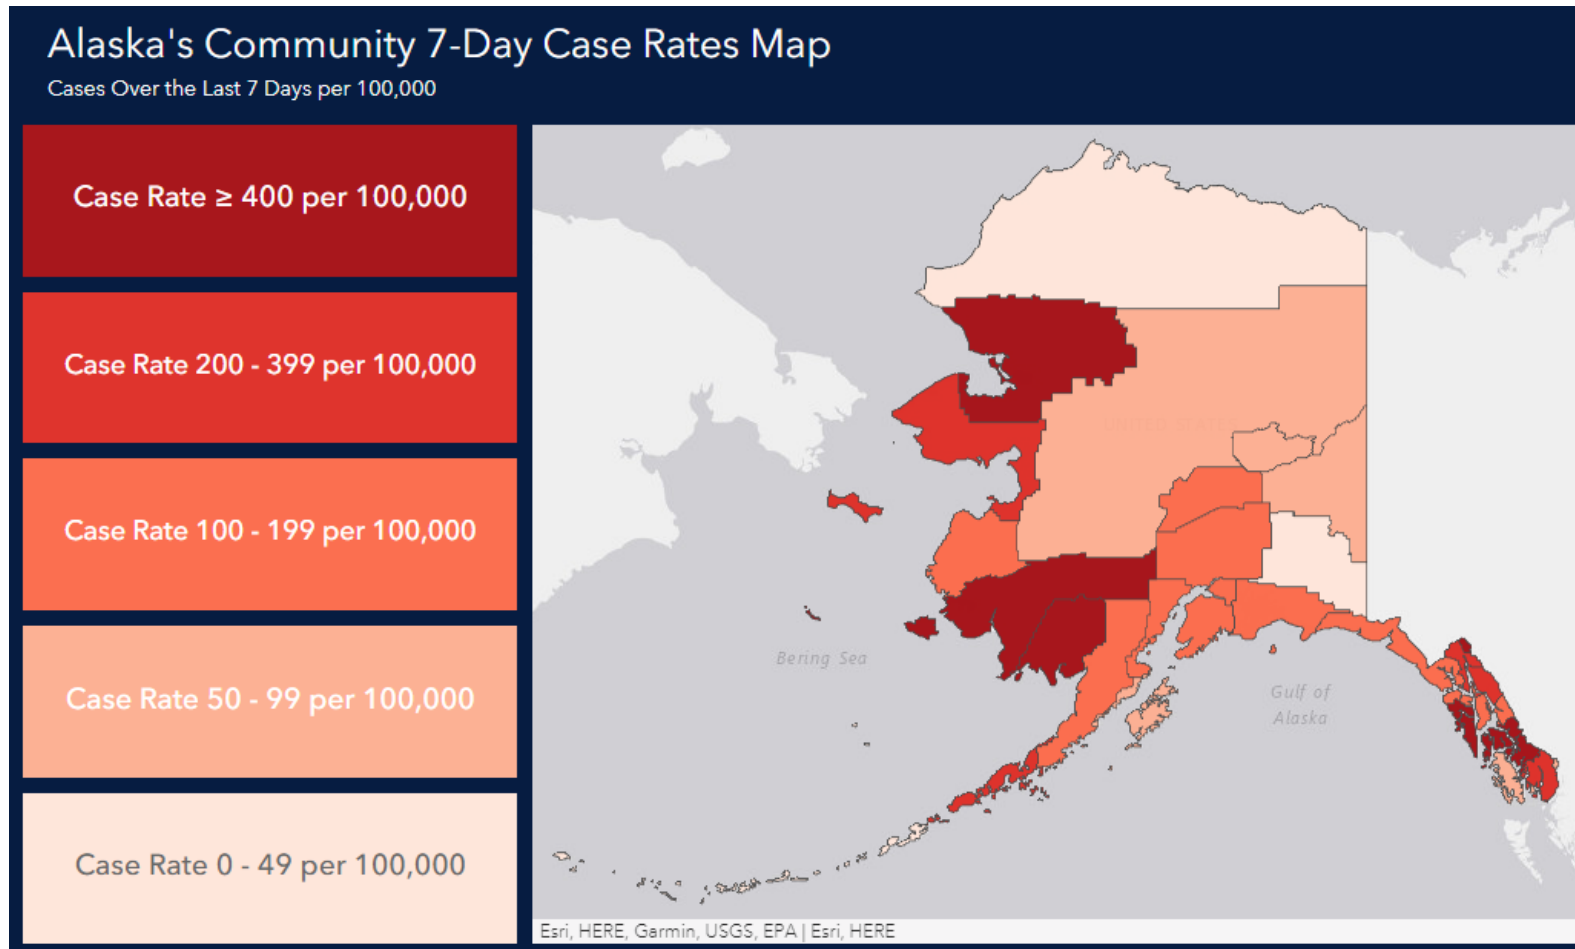 Alaska's Community 7-Day Case Rates Map
Cases Over the Last 7 Days per 100,000
Case Rate ≥ 400 per 100,000
Case Rate 200 - 399 per 100,000
Case Rate 100 - 199 per 100,000
Case Rate 50 - 99 per 100,000
Case Rate 0 - 49 per 100,000
UNITED STATES
Bering Sea
Gulf of
Alaska
Esri, HERE, Garmin, USGS, EPA | Esri, HERE